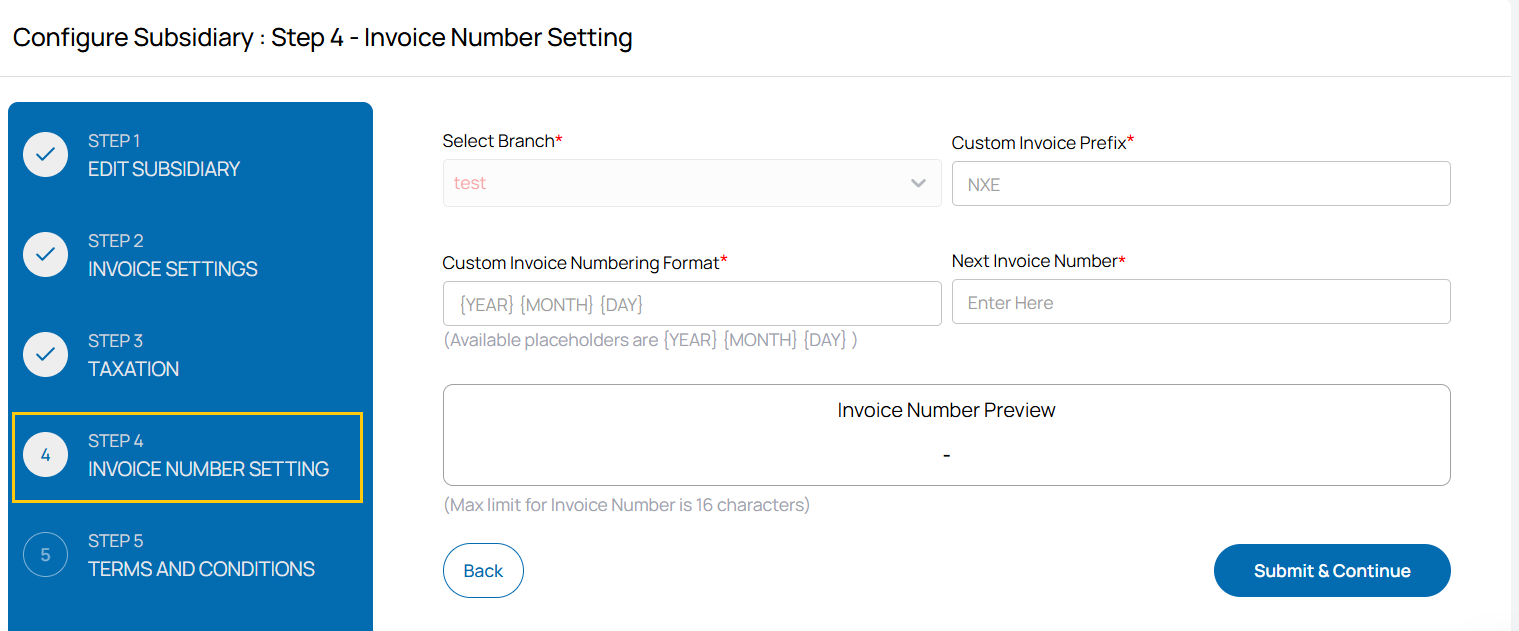 Configure Subsidiary : Step 4 - Invoice Number Setting
STEP 1
EDIT SUBSIDIARY
STEP 2
INVOICE SETTINGS
STEP 3
TAXATION
4
STEP 4
INVOICE NUMBER SETTING
5
STEP 5
TERMS AND CONDITIONS
Select Branch*
test
Custom Invoice Prefix*
NXE
Custom Invoice Numbering Format*
{YEAR} {MONTH} {DAY}
(Available placeholders are {YEAR} {MONTH} {DAY} )
Next Invoice Number*
Enter Here
Invoice Number Preview
-
(Max limit for Invoice Number is 16 characters)
Back
Submit & Continue